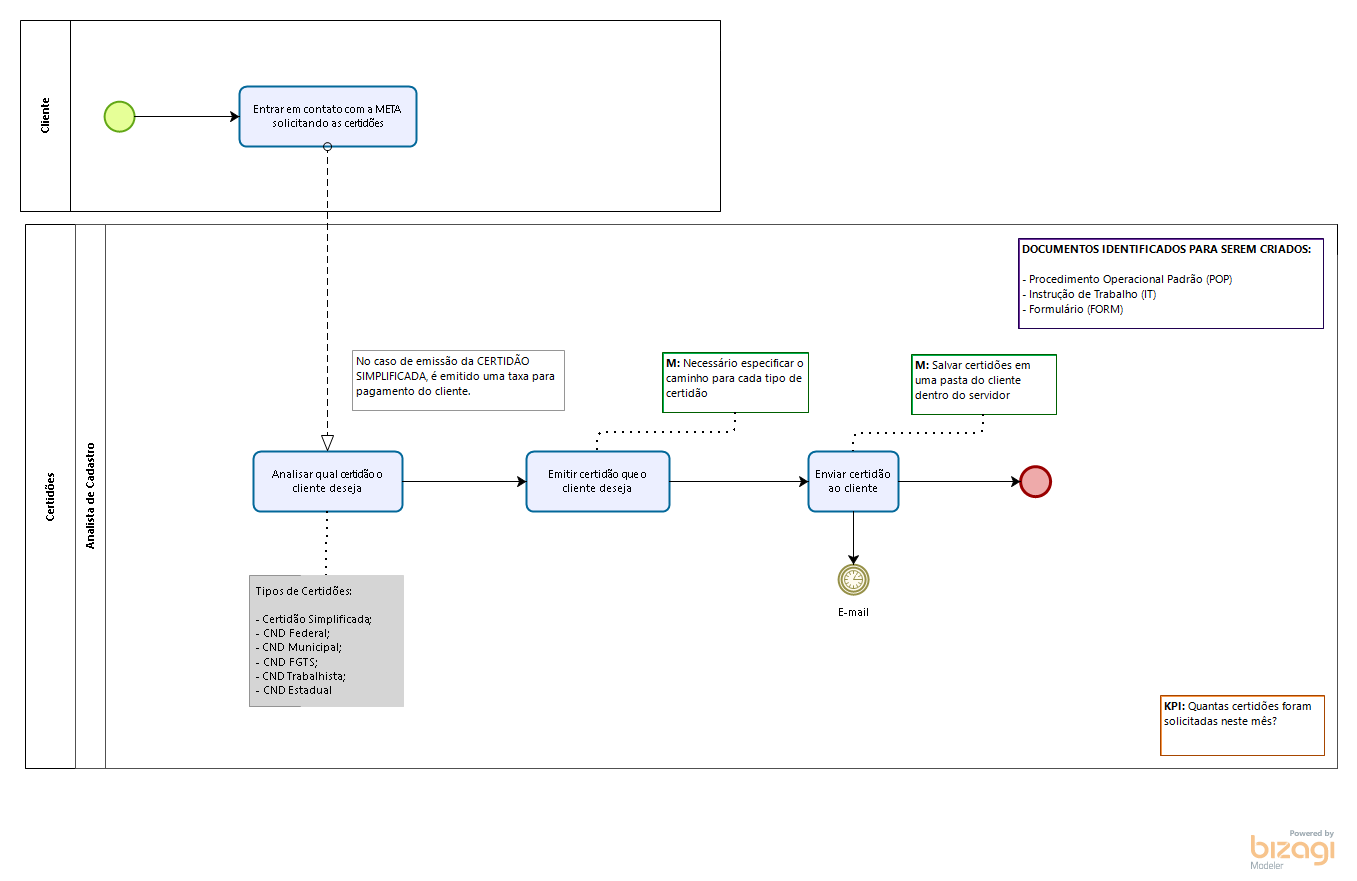 Cliente
Entrar em contato com a META
solicitando as certidões
Certidões
Analista de Cadastro
DOCUMENTOS IDENTIFICADOS PARA SEREM CRIADOS:
- Procedimento Operacional Padrão (POP)
- Instrução de Trabalho (IT)
- Formulário (FORM)
No caso de emissão da CERTIDÃO
SIMPLIFICADA, é emitido uma taxa para
pagamento do cliente.
M: Necessário especificar o
caminho para cada tipo de
certidão
M: Salvar certidões em
uma pasta do cliente
dentro do servidor
Analisar qual certidão o
cliente deseja
Emitir certidão que o
cliente deseja
Enviar certidão
ao cliente
E-mail
Tipos de Certidões:
- Certidão Simplificada;
- CND Federal;
- CND Municipal;
- CND FGTS;
- CND Trabalhista;
- CND Estadual
KPI: Quantas certidões foram
solicitadas neste mês?
Powered by
bizagi
Modeler